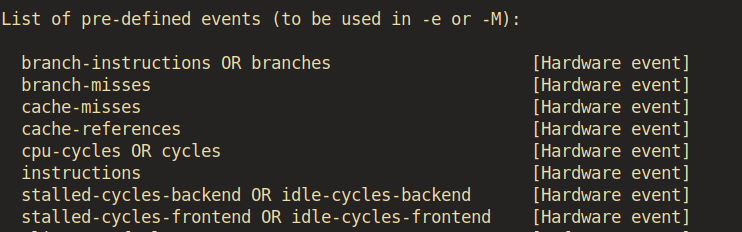 List of pre-defined events (to be used in -e or -M):
branch-instructions OR branches [Hardware event]
branch-misses [Hardware event]
cache-misses [Hardware event]
cache-references [Hardware event]
cpu-cycles OR cycles [Hardware event]
instructions [Hardware event]
stalled-cycles-backend OR idle-cycles-backend [Hardware event]
stalled-cycles-frontend OR idle-cycles-frontend [Hardware event]